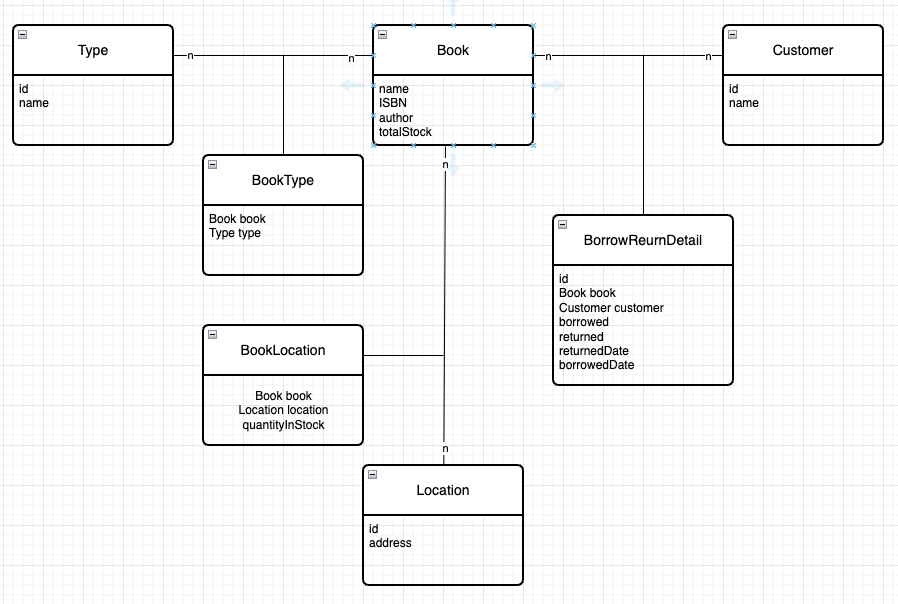 Type
id
name
n
n
Book
name
ISBN
author
totalStock
n
n
Customer
id
name
n
BookType
Book book
Type type
BorrowReurnDetail
id
Book book
Customer customer
borrowed
returned
returnedDate
borrowedDate
BookLocation
Book book
Location location
quantityInStock
n
Location
id
address